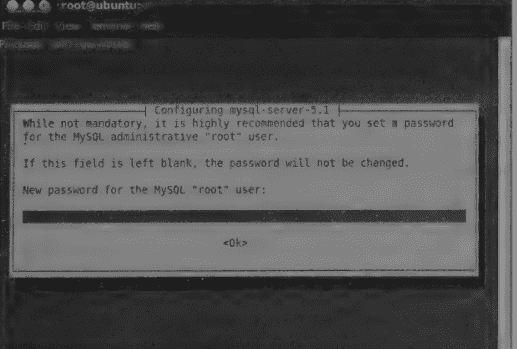 root@ubuntu:
View
Configuring mysql-server-5.1
While not mandatory, it is highly recommended that you set a password
for the MySQL administrative "root" user.
If this field is left blank, the password will not be changed.
New password for the MySQL "root" user:
<Ok>